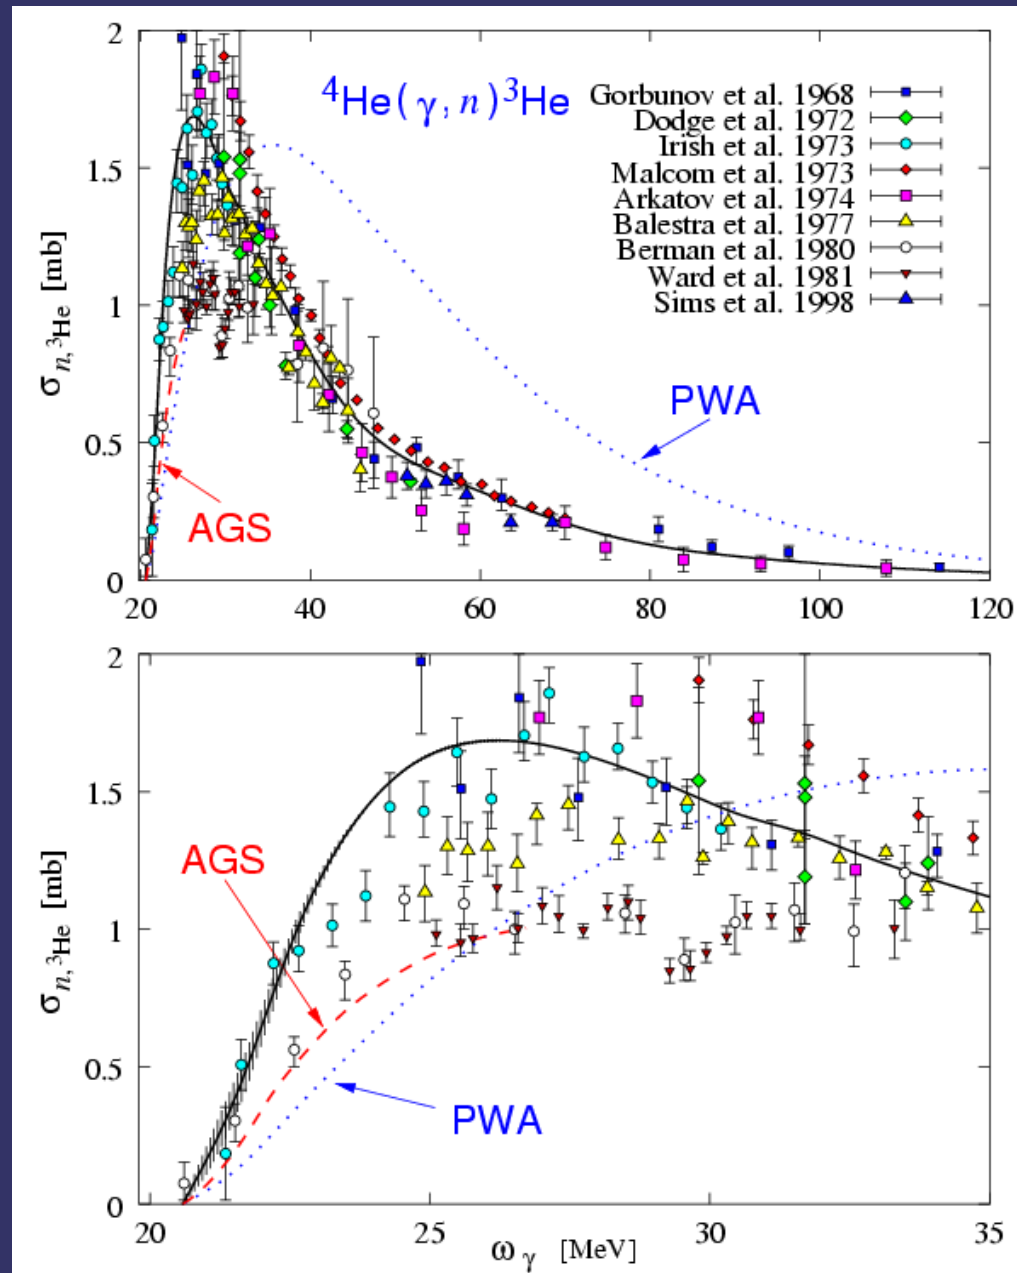 ⁴He(γ, n)³He
Gorbunov et al. 1968
Dodge et al. 1972
Irish et al. 1973
Malcom et al. 1973
Arkatov et al. 1974
Balestra et al. 1977
Berman et al. 1980
Ward et al. 1981
Sims et al. 1998
σn,³He [mb]
2
1.5
1
0.5
0
PWA
AGS
20 40 60 80 100 120
σn,³He [mb]
2
1.5
1
0.5
0
AGS
PWA
20 25 30 35
ωγ [MeV]